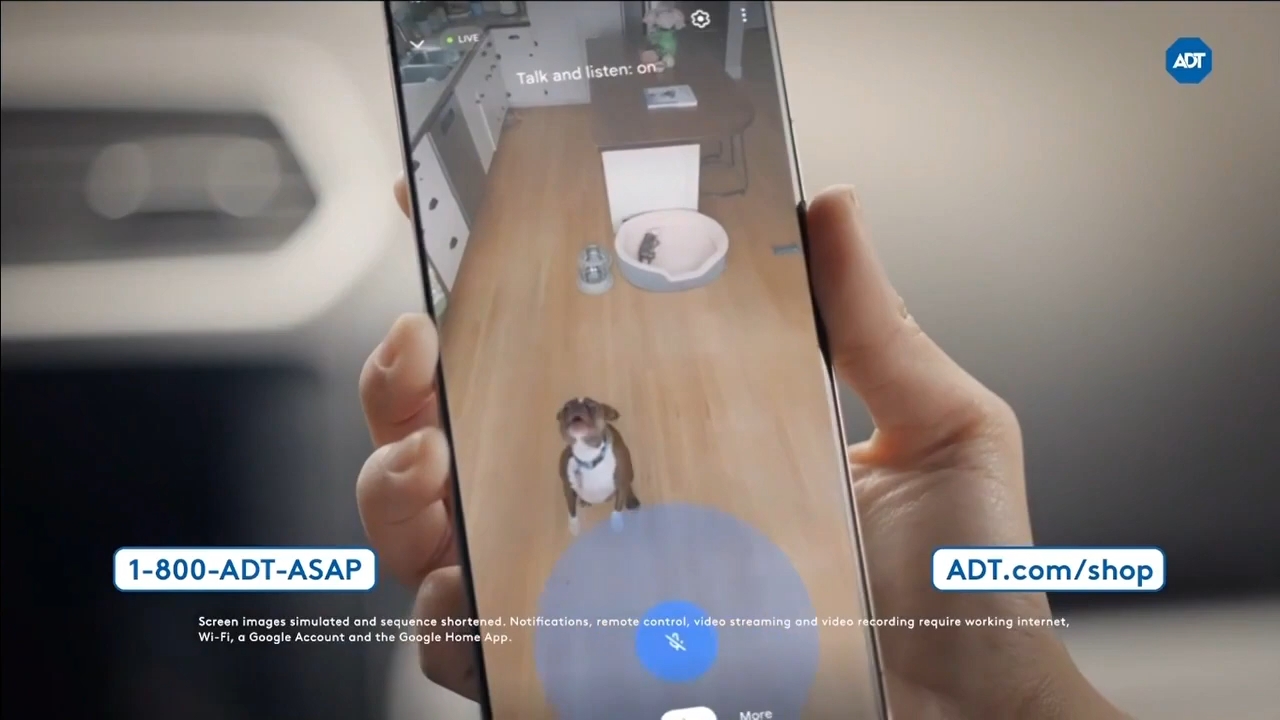 LIVE
Talk and listen: on
ADT
1-800-ADT-ASAP
ADT.com/shop
Screen images simulated and sequence shortened. Notifications, remote control, video streaming and video recording require working internet,
Wi-Fi, a Google Account and the Google Home App.
More